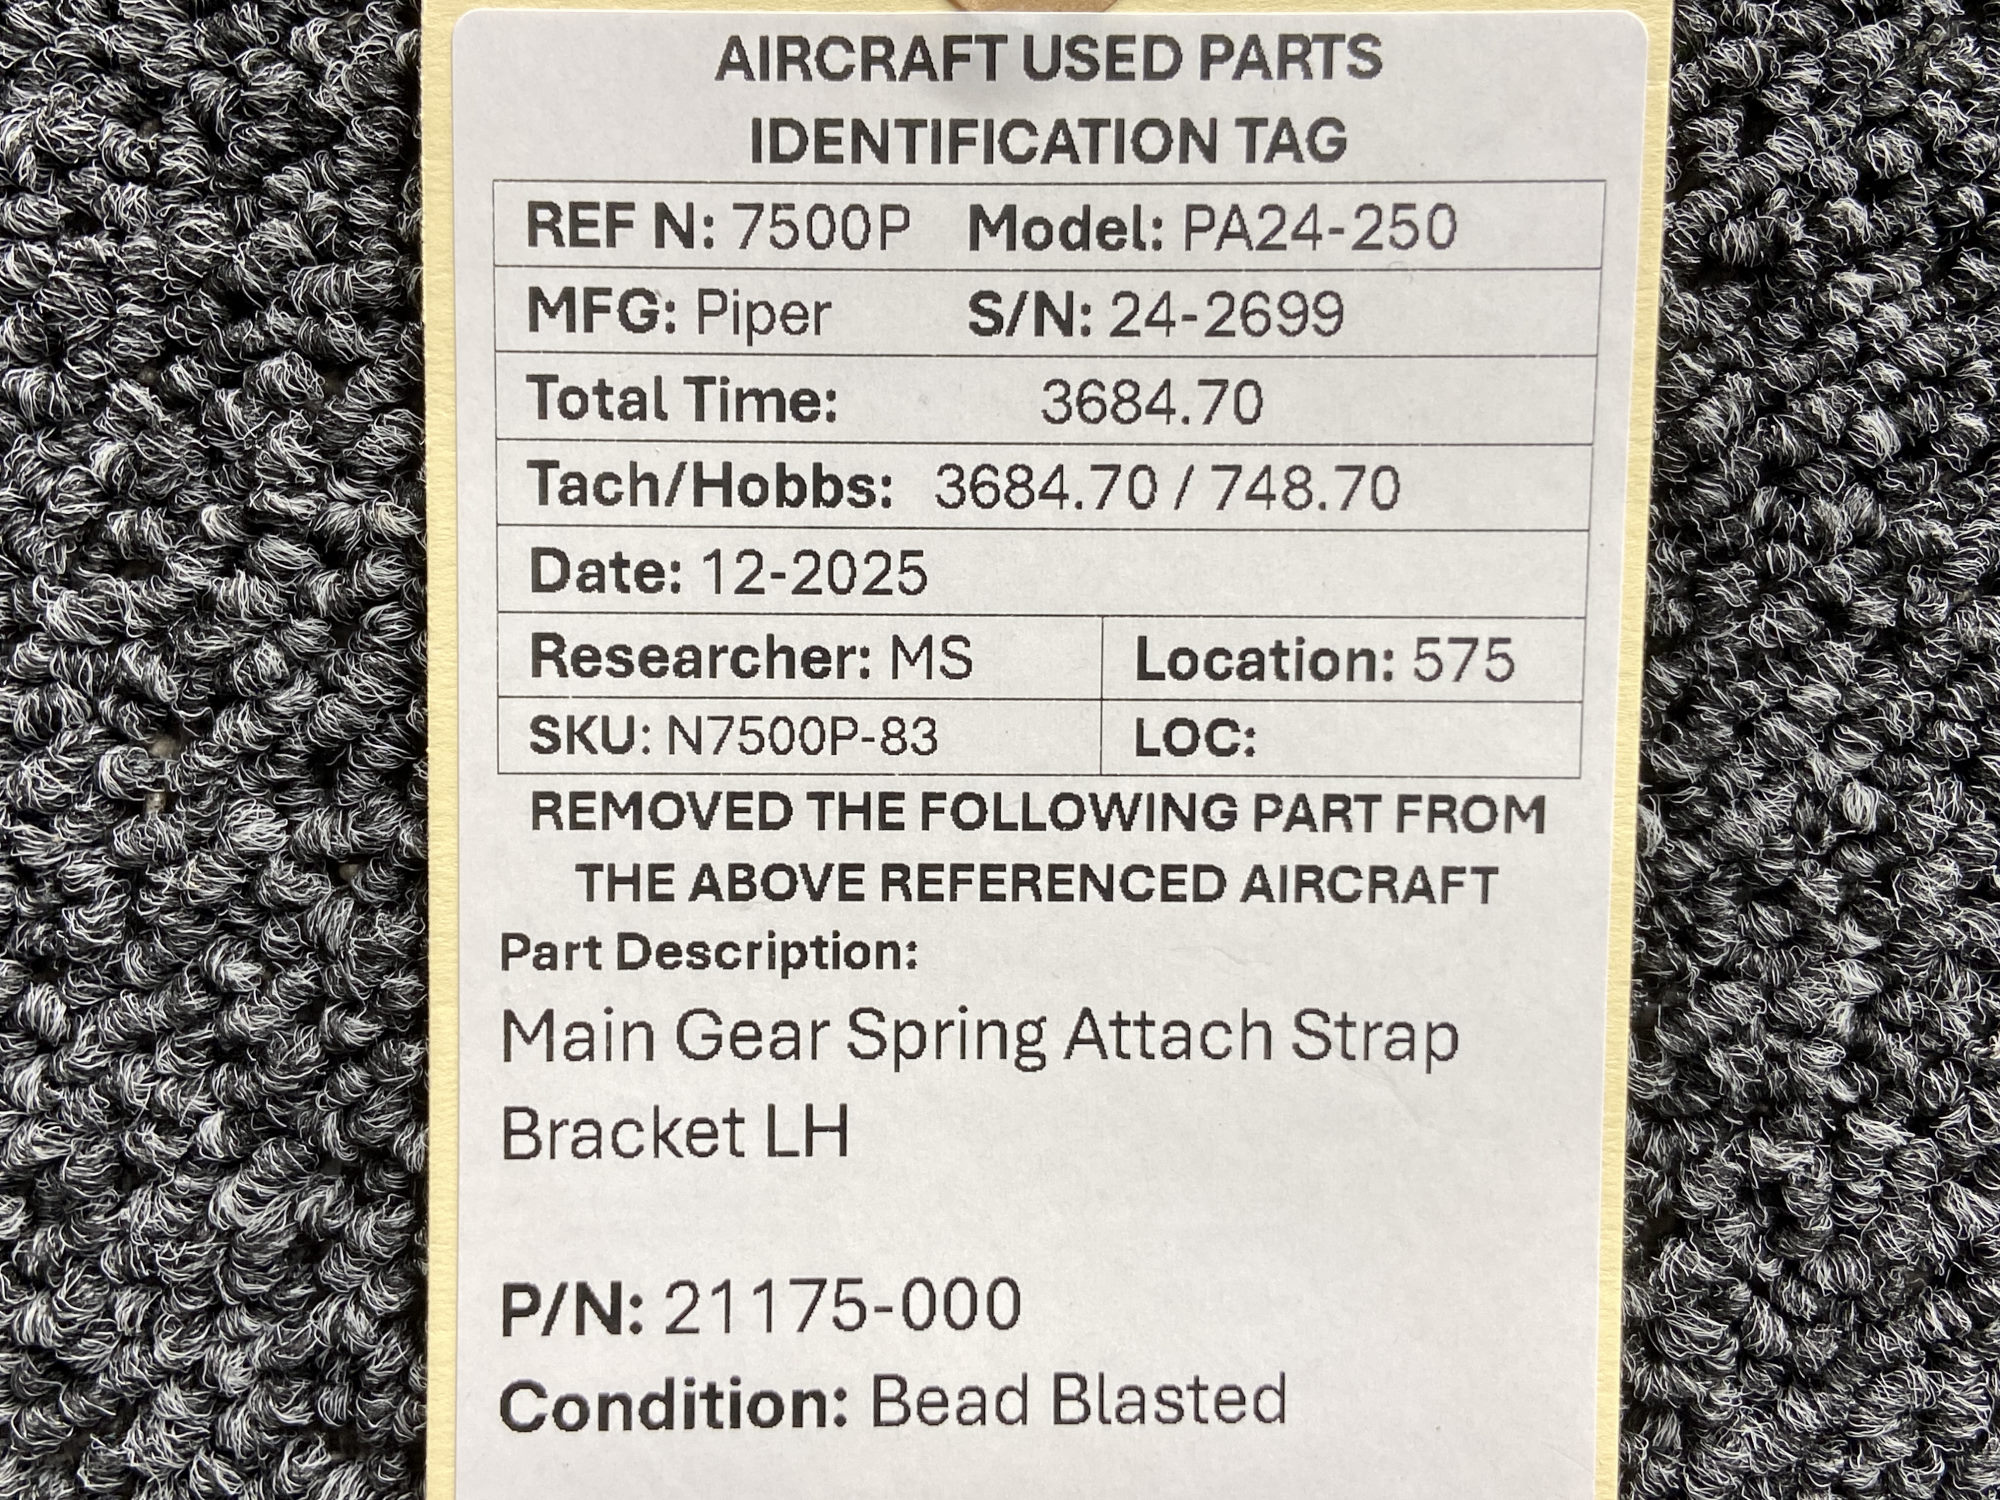 AIRCRAFT USED PARTS
IDENTIFICATION TAG
REF N: 7500P Model: PA24-250
MFG: Piper S/N: 24-2699
Total Time: 3684.70
Tach/Hobbs: 3684.70 / 748.70
Date: 12-2025
Researcher: MS Location: 575
SKU: N7500P-83 LOC:
REMOVED THE FOLLOWING PART FROM
THE ABOVE REFERENCED AIRCRAFT
Part Description:
Main Gear Spring Attach Strap
Bracket LH
P/N: 21175-000
Condition: Bead Blasted